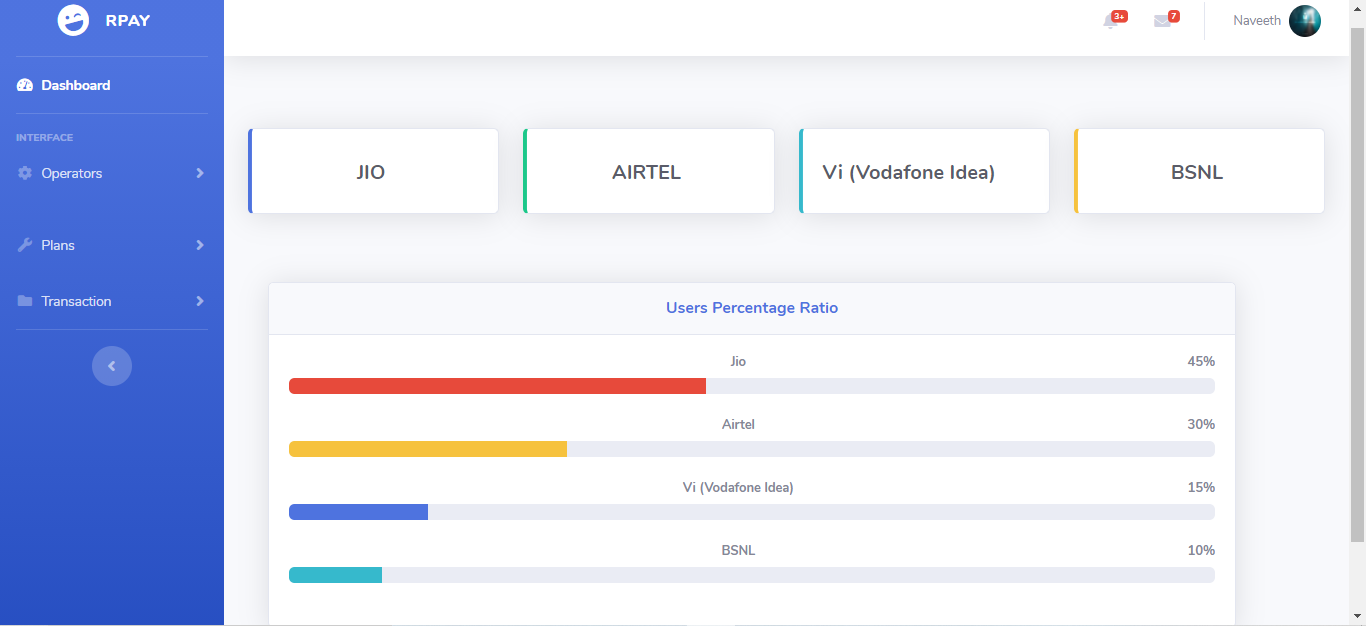 RPAY
3+
7
Naveeth
Dashboard
INTERFACE
Operators
Plans
Transaction
JIO
AIRTEL
Vi (Vodafone Idea)
BSNL
Users Percentage Ratio
Jio 45%
Airtel 30%
Vi (Vodafone Idea) 15%
BSNL 10%